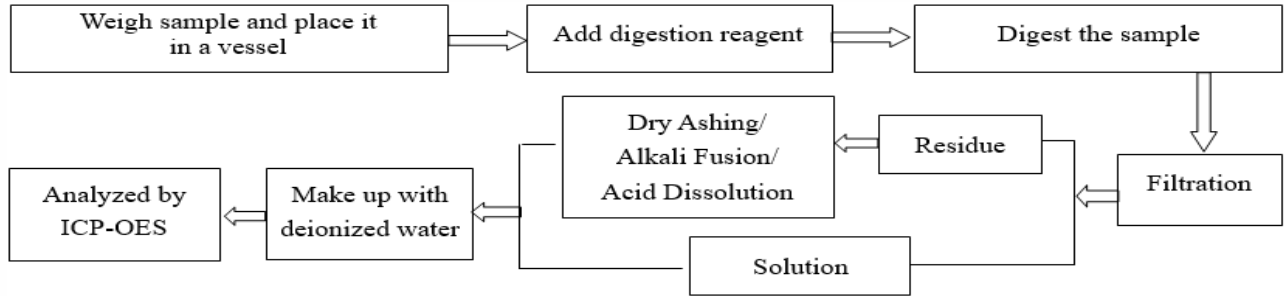 Weigh sample and place it
in a vessel
Add digestion reagent
Digest the sample
Filtration
Residue
Dry Ashing/
Alkali Fusion/
Acid Dissolution
Solution
Make up with
deionized water
Analyzed by
ICP-OES